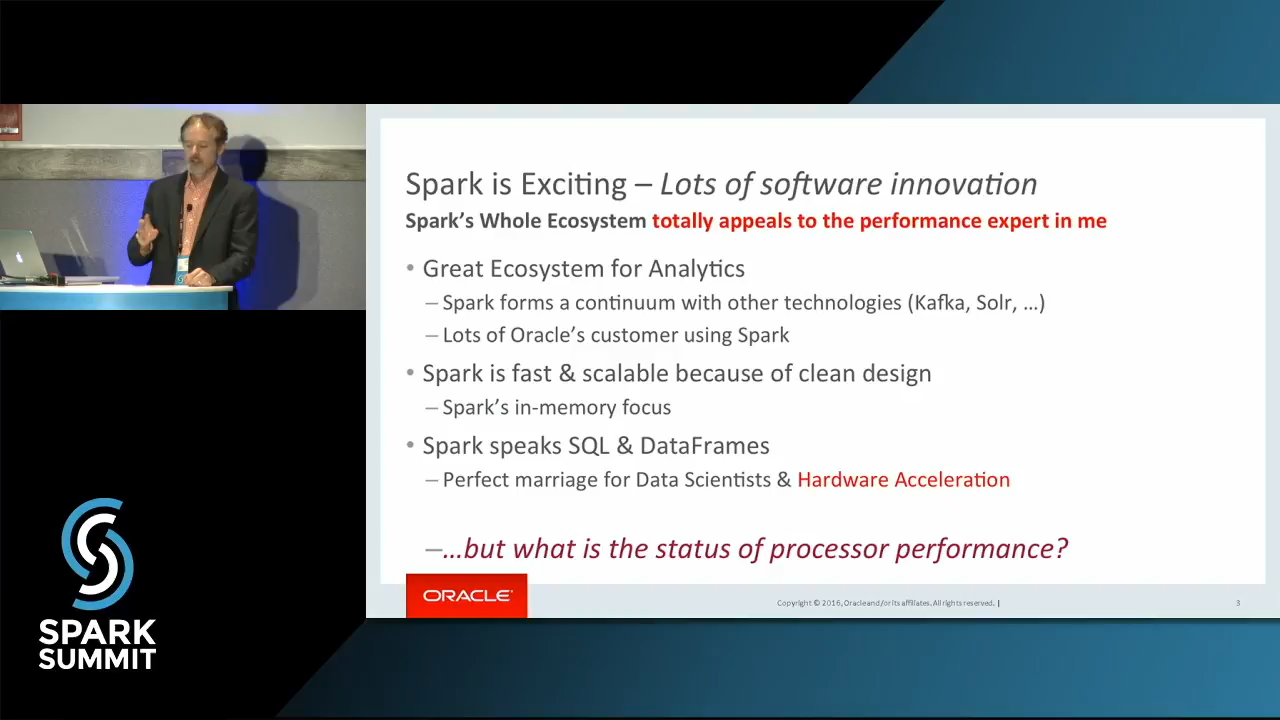 Spark is Exciting – Lots of software innovation
Spark's Whole Ecosystem totally appeals to the performance expert in me
• Great Ecosystem for Analytics
– Spark forms a continuum with other technologies (Kafka, Solr, ...)
– Lots of Oracle's customer using Spark
• Spark is fast & scalable because of clean design
– Spark's in-memory focus
• Spark speaks SQL & DataFrames
– Perfect marriage for Data Scientists & Hardware Acceleration
–...but what is the status of processor performance?
ORACLE®
Copyright © 2016, Oracle and/or its affiliates. All rights reserved. |
3
SPARK
SUMMIT